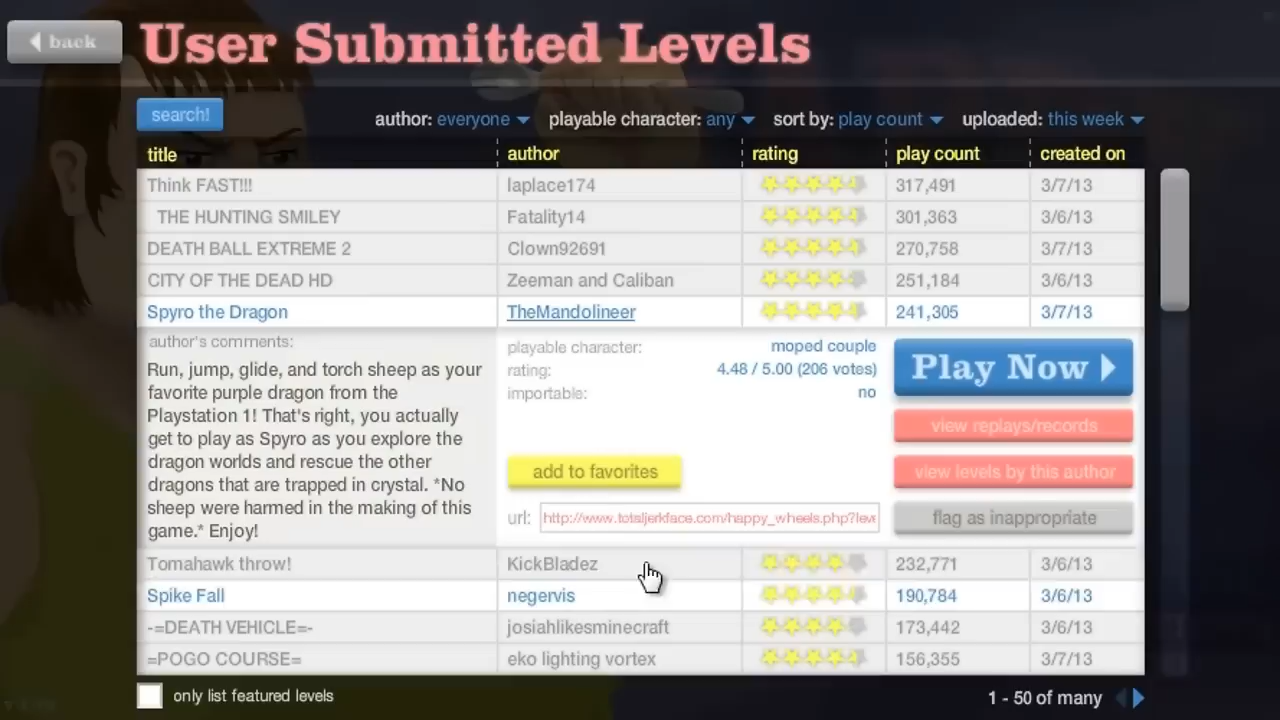 back
User Submitted Levels
search!
author: everyone playable character: any sort by: play count uploaded: this week
title author rating play count created on
Think FAST!!! laplace174 317,491 3/7/13
THE HUNTING SMILEY Fatality14 301,363 3/6/13
DEATH BALL EXTREME 2 Clown92691 270,758 3/7/13
CITY OF THE DEAD HD Zeeman and Caliban 251,184 3/6/13
Spyro the Dragon TheMandolineer 241,305 3/7/13
author's comments:
Run, jump, glide, and torch sheep as your
favorite purple dragon from the
Playstation 1! That's right, you actually
get to play as Spyro as you explore the
dragon worlds and rescue the other
dragons that are trapped in crystal. *No
sheep were harmed in the making of this
game.* Enjoy!
playable character: moped couple
rating: 4.48 / 5.00 (206 votes)
importable: no
add to favorites
url: http://www.totaljerkface.com/happy_wheels.php?leve
Play Now
view replays/records
view levels by this author
flag as inappropriate
Tomahawk throw! KickBladez 232,771 3/6/13
Spike Fall negervis 190,784 3/6/13
-=DEATH VEHICLE=- josiahlikesminecraft 173,442 3/6/13
=POGO COURSE= eko lighting vortex 156,355 3/7/13
only list featured levels
1 - 50 of many